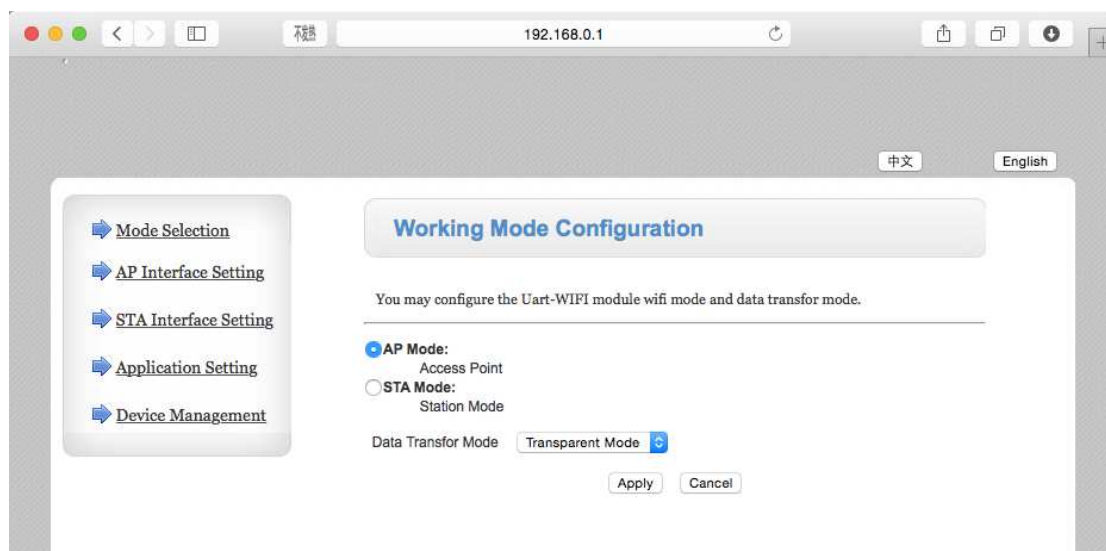 192.168.0.1
中文
English
Mode Selection
AP Interface Setting
STA Interface Setting
Application Setting
Device Management
Working Mode Configuration
You may configure the Uart-WIFI module wifi mode and data transfor mode.
AP Mode:
Access Point
STA Mode:
Station Mode
Data Transfor Mode Transparent Mode
Apply Cancel